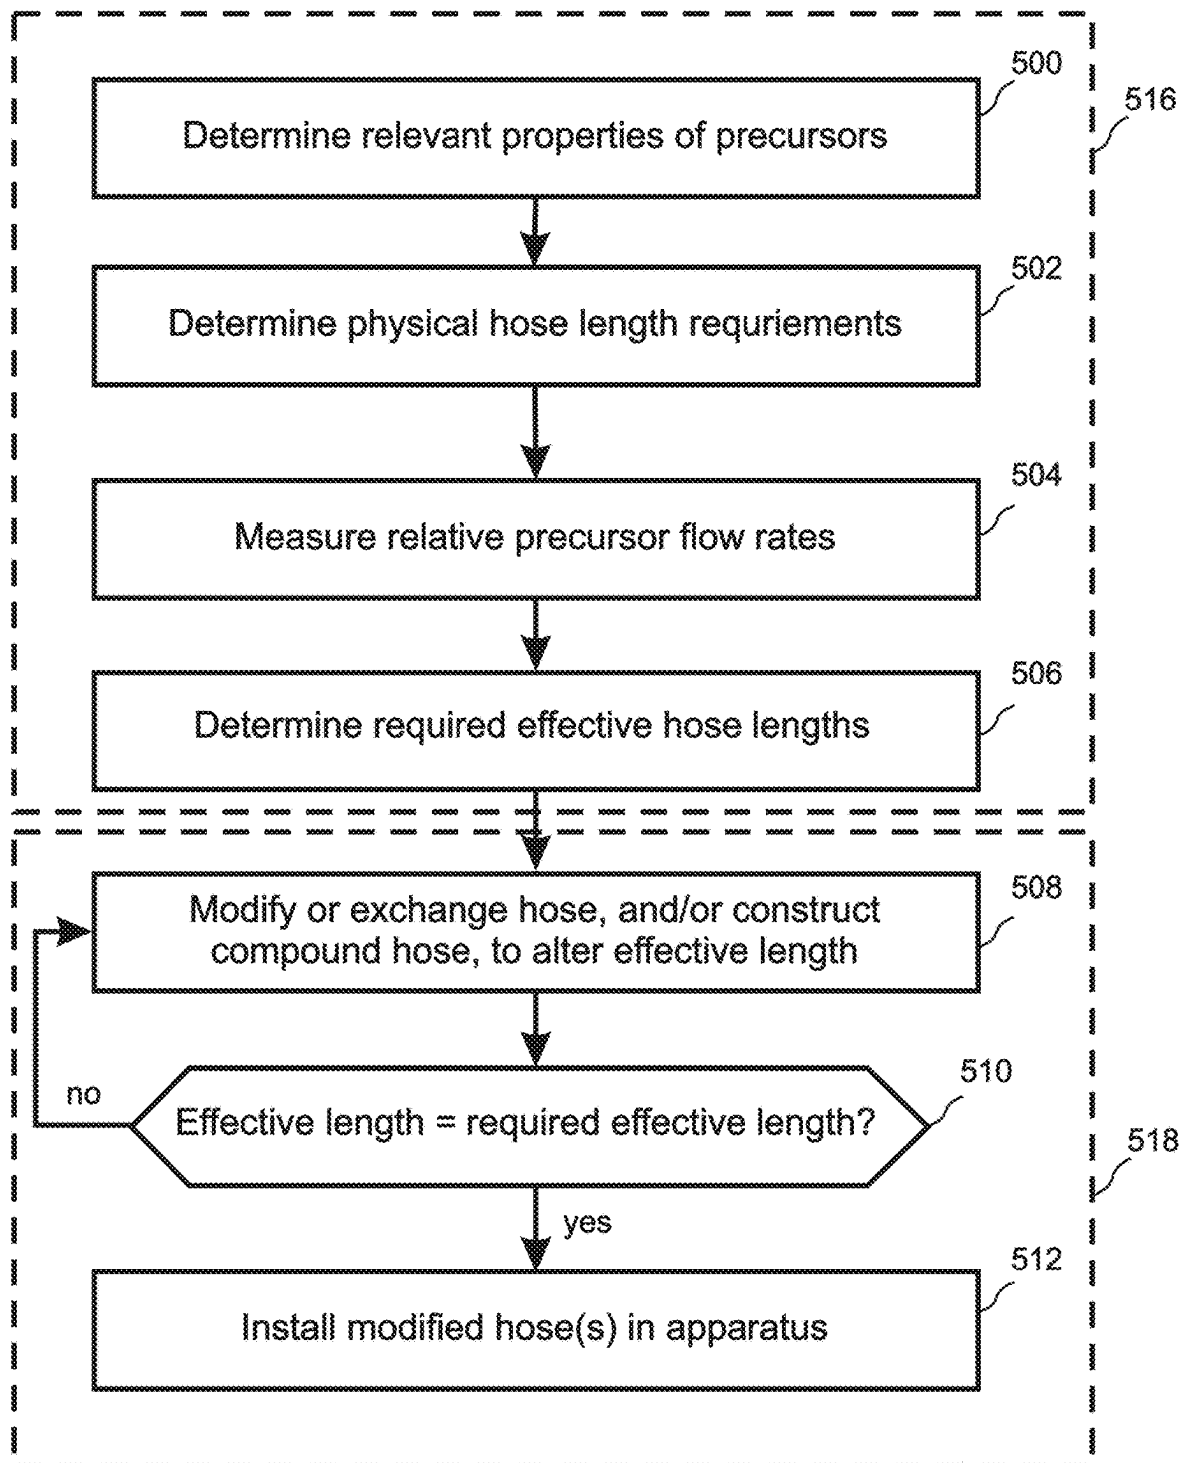 500
516
Determine relevant properties of precursors
502
Determine physical hose length requriements
504
Measure relative precursor flow rates
506
Determine required effective hose lengths
508
Modify or exchange hose, and/or construct
compound hose, to alter effective length
510
no
Effective length = required effective length?
518
yes
512
Install modified hose(s) in apparatus